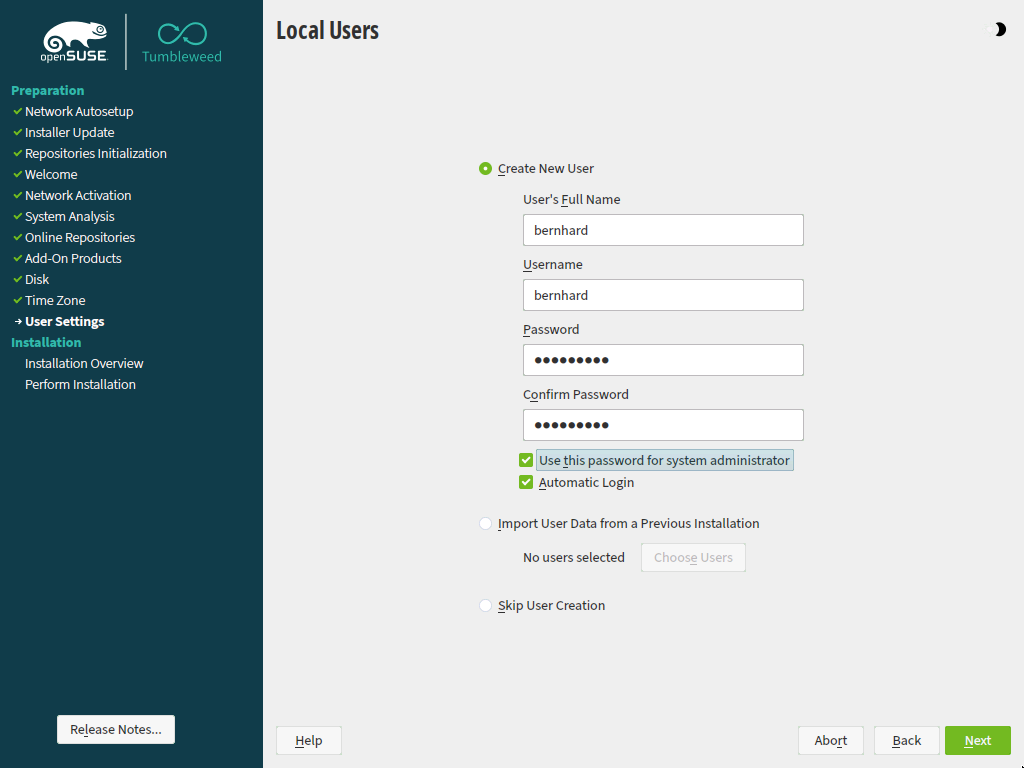 openSUSE
Tumbleweed
Preparation
Network Autosetup
Installer Update
Repositories Initialization
Welcome
Network Activation
System Analysis
Online Repositories
Add-On Products
Disk
Time Zone
User Settings
Installation
Installation Overview
Perform Installation
Release Notes...
Local Users
Create New User
User's Full Name
bernhard
Username
bernhard
Password
●●●●●●●●●
Confirm Password
●●●●●●●●●
Use this password for system administrator
Automatic Login
Import User Data from a Previous Installation
No users selected Choose Users
Skip User Creation
Help Abort Back Next